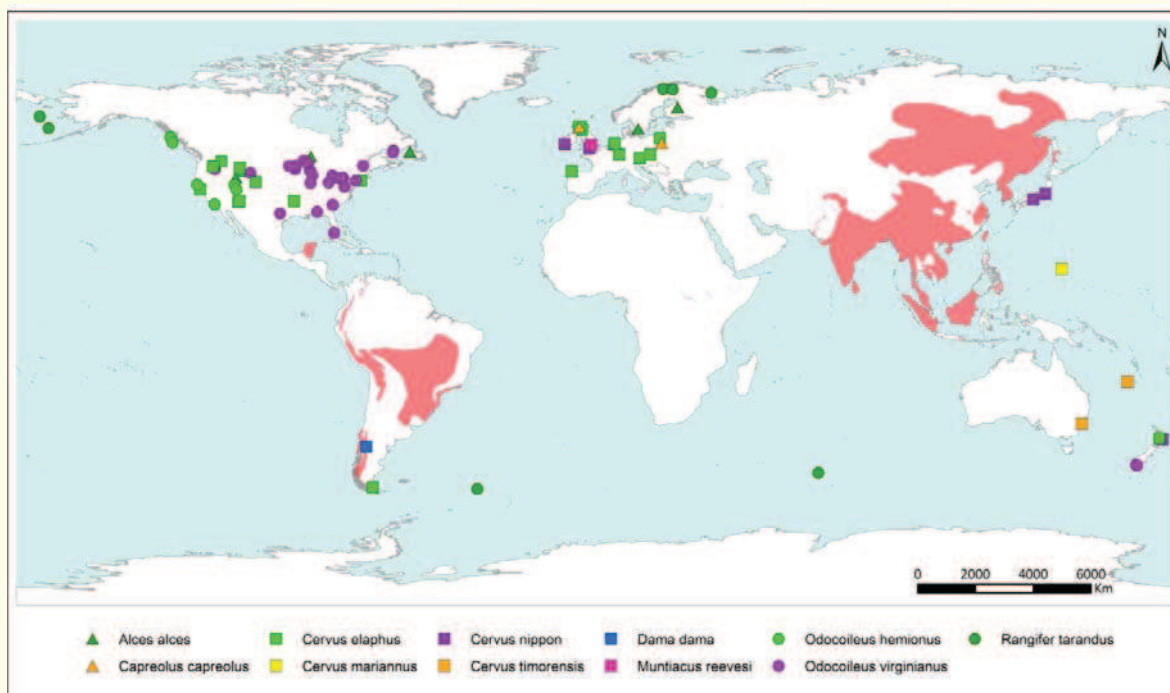 N
0 2000 4000 6000
Km
Alces alces Cervus elaphus Cervus nippon Dama dama Odocoileus hemionus Rangifer tarandus
Capreolus capreolus Cervus mariannus Cervus timorensis Muntiacus reevesi Odocoileus virginianus